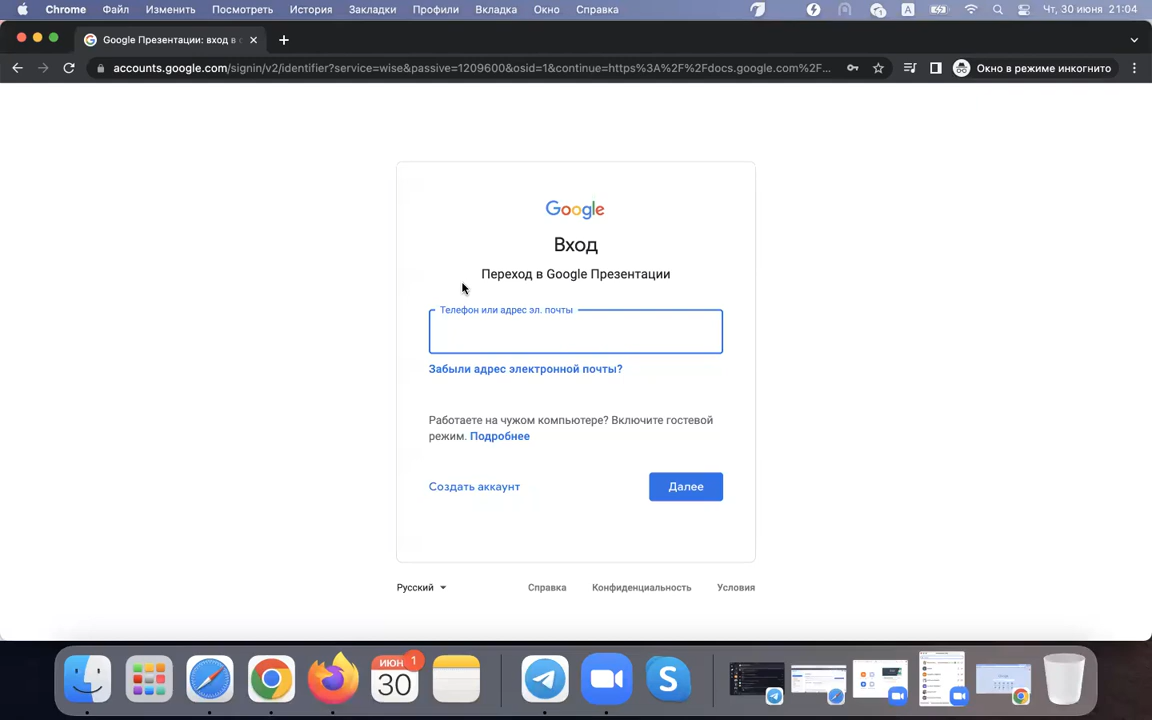 Chrome Файл Изменить Посмотреть История Закладки Профили Вкладка Окно Справка A Чт, 30 июня 21:04
Google Презентации: вход в с
accounts.google.com/signin/v2/identifier?service=wise&passive=1209600&osid=1&continue=https%3A%2F%2Fdocs.google.com%2F... Окно в режиме инкогнито
Google
Вход
Переход в Google Презентации
Телефон или адрес эл. почты
Забыли адрес электронной почты?
Работаете на чужом компьютере? Включите гостевой
режим. Подробнее
Создать аккаунт Далее
Русский Справка Конфиденциальность Условия
ИЮН 1
30